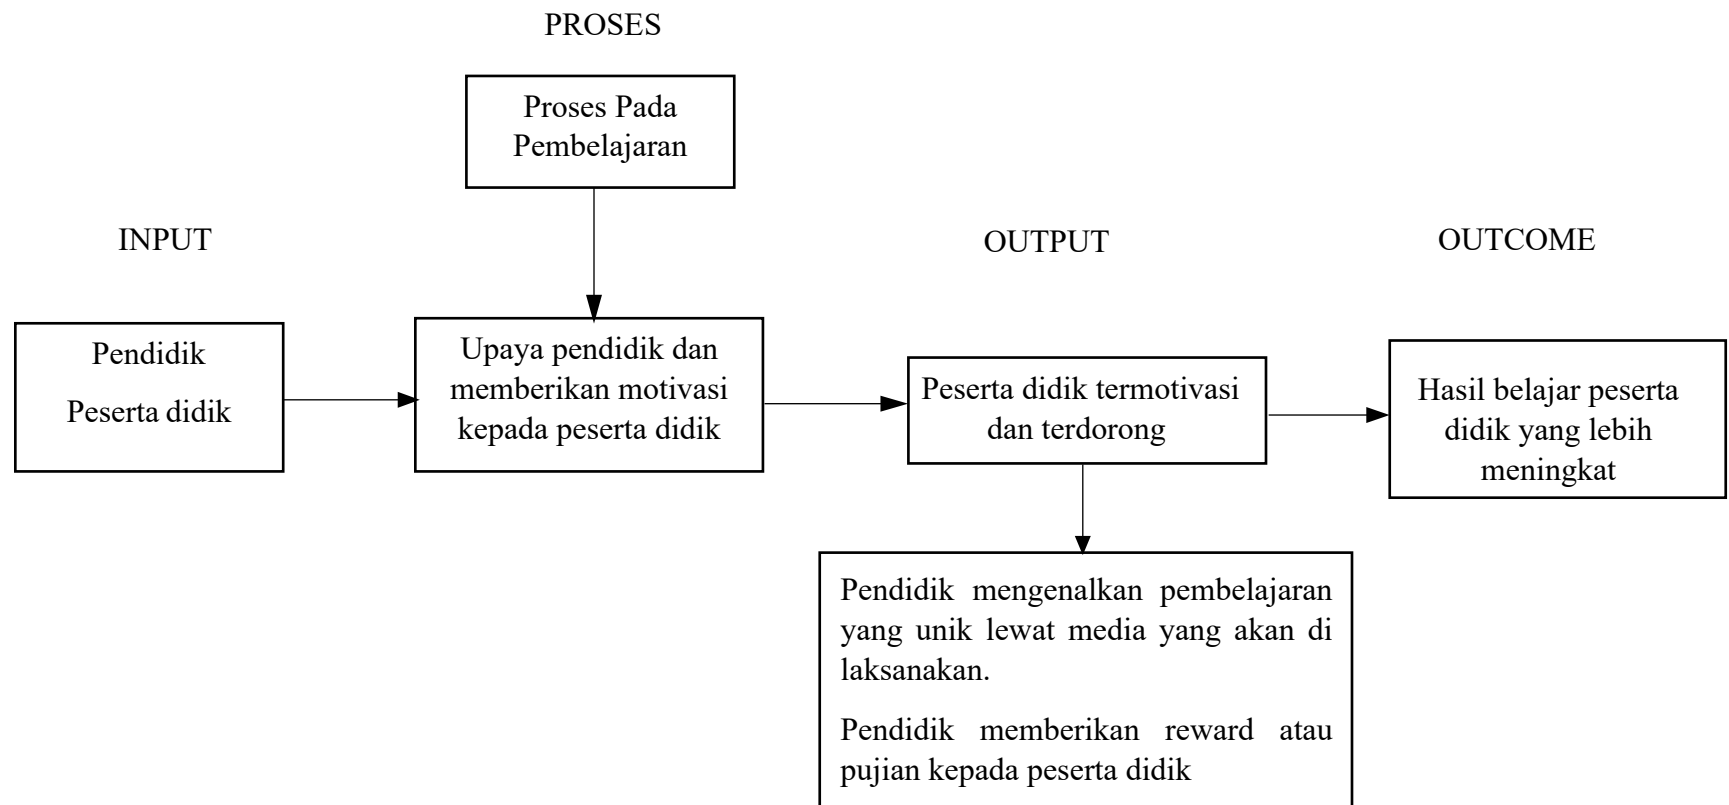 PROSES
Proses Pada
Pembelajaran
INPUT
OUTPUT
OUTCOME
Pendidik
Peserta didik
Upaya pendidik dan
memberikan motivasi
kepada peserta didik
Peserta didik termotivasi
dan terdorong
Hasil belajar peserta
didik yang lebih
meningkat
Pendidik mengenalkan pembelajaran
yang unik lewat media yang akan di
laksanakan.
Pendidik memberikan reward atau
pujian kepada peserta didik